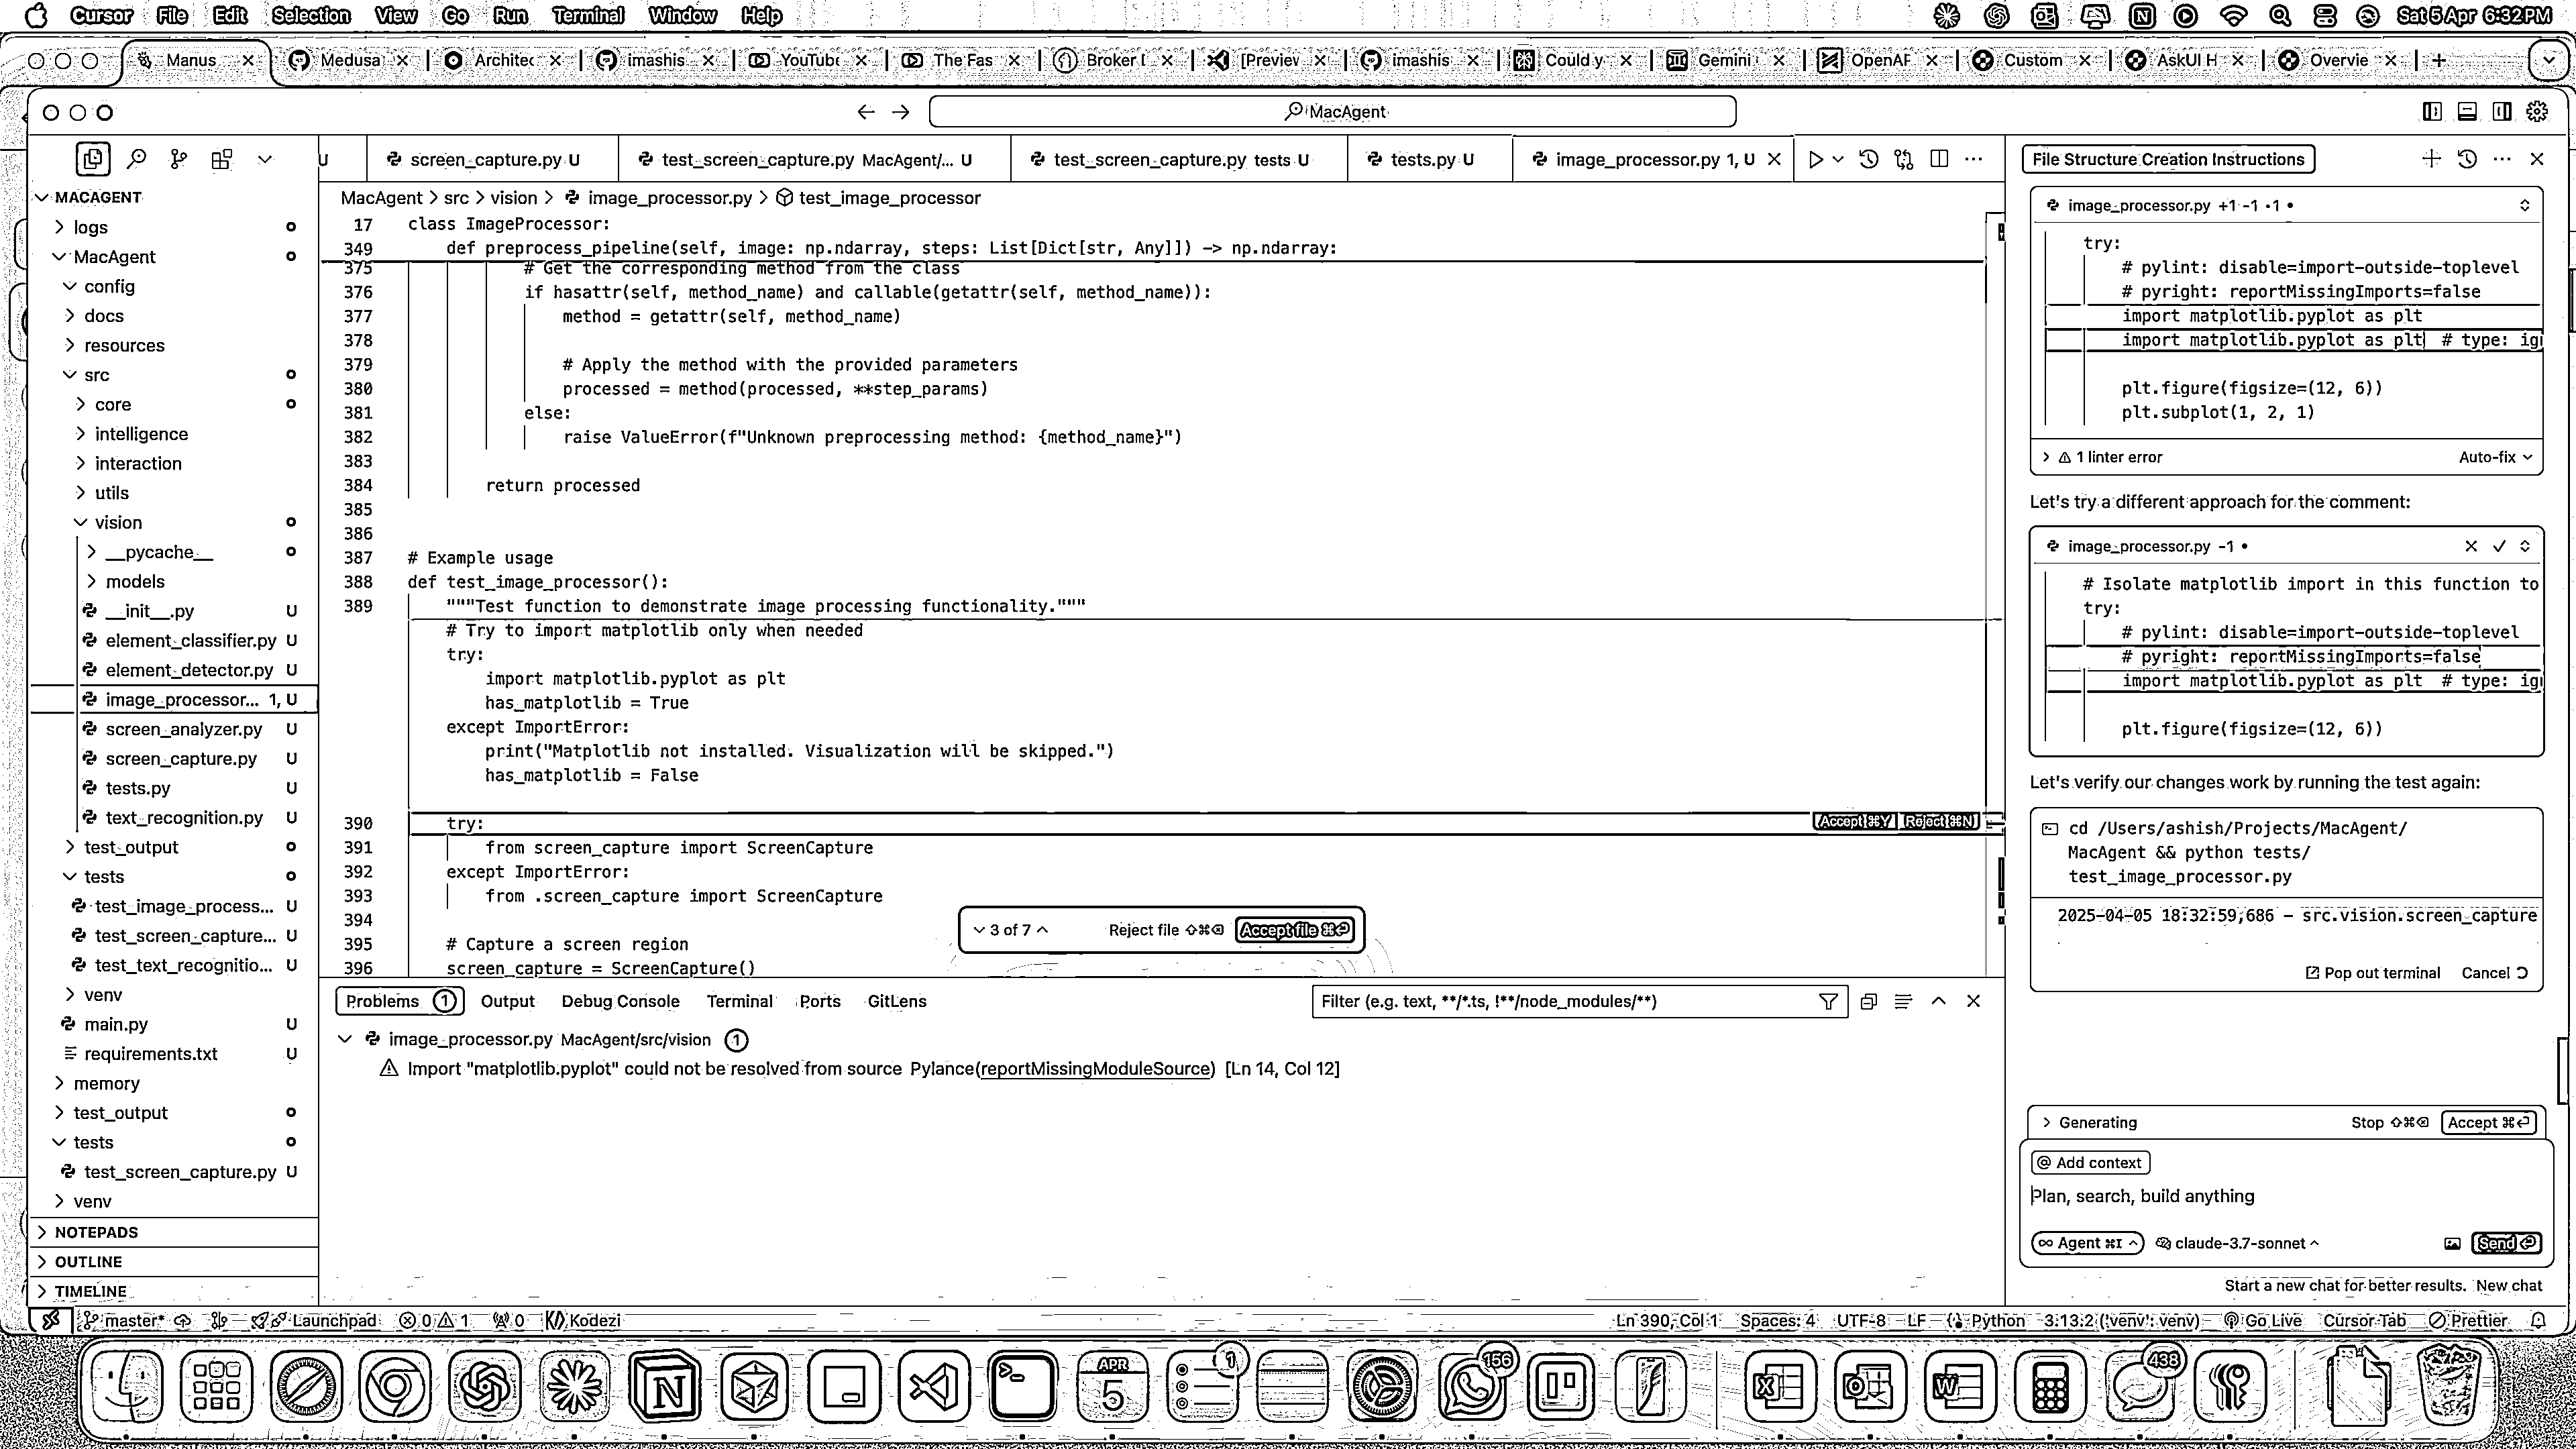 Cursor File Edit Selection View Go Run Terminal Window Help
Sat 5 Apr 6:32PM
Manus
Medusa
Architec
imashis
YouTube
The Fas
Broker
[Preview
imashis
Could y
Gemini
OpenAF
Custom
AskUI H
Overvie
MacAgent
U
screen_capture.py U
test_screen_capture.py MacAgent/... U
test_screen_capture.py tests U
tests.py U
image_processor.py 1, U
MACAGENT
logs
MacAgent
config
docs
resources
src
core
intelligence
interaction
utils
vision
__pycache__
models
__init__.py U
element_classifier.py U
element_detector.py U
image_processor... 1, U
screen_analyzer.py U
screen_capture.py U
tests.py U
text_recognition.py U
test_output
tests
test_image_process... U
test_screen_capture... U
test_text_recognitio... U
venv
main.py U
requirements.txt U
memory
test_output
tests
test_screen_capture.py U
venv
NOTEPADS
OUTLINE
TIMELINE
MacAgent > src > vision > image_processor.py > test_image_processor
17 class ImageProcessor:
349 def preprocess_pipeline(self, image: np.ndarray, steps: List[Dict[str, Any]]) -> np.ndarray:
375 # Get the corresponding method from the class
376 if hasattr(self, method_name) and callable(getattr(self, method_name)):
377 method = getattr(self, method_name)
378
379 # Apply the method with the provided parameters
380 processed = method(processed, **step_params)
381 else:
382 raise ValueError(f"Unknown preprocessing method: {method_name}")
383
384 return processed
385
386
387 # Example usage
388 def test_image_processor():
389 """Test function to demonstrate image processing functionality."""
# Try to import matplotlib only when needed
try:
import matplotlib.pyplot as plt
has_matplotlib = True
except ImportError:
print("Matplotlib not installed. Visualization will be skipped.")
has_matplotlib = False
390 try:
Accept⌘Y Reject⌘N
391 from screen_capture import ScreenCapture
392 except ImportError:
393 from .screen_capture import ScreenCapture
394
395 # Capture a screen region
396 screen_capture = ScreenCapture()
3 of 7 Reject file ⇧⌘⌫ Accept file ⌘⏎
Problems 1 Output Debug Console Terminal Ports GitLens
Filter (e.g. text, **/*.ts, !**/node_modules/**)
image_processor.py MacAgent/src/vision 1
Import "matplotlib.pyplot" could not be resolved from source Pylance(reportMissingModuleSource) [Ln 14, Col 12]
File Structure Creation Instructions
image_processor.py +1 -1 •1 •
try:
# pylint: disable=import-outside-toplevel
# pyright: reportMissingImports=false
import matplotlib.pyplot as plt
import matplotlib.pyplot as plt # type: ig
plt.figure(figsize=(12, 6))
plt.subplot(1, 2, 1)
1 linter error Auto-fix
Let's try a different approach for the comment:
image_processor.py -1 •
# Isolate matplotlib import in this function to
try:
# pylint: disable=import-outside-toplevel
# pyright: reportMissingImports=false
import matplotlib.pyplot as plt # type: ig
plt.figure(figsize=(12, 6))
Let's verify our changes work by running the test again:
cd /Users/ashish/Projects/MacAgent/
MacAgent && python tests/
test_image_processor.py
2025-04-05 18:32:59,686 - src.vision.screen_capture
Pop out terminal Cancel
Generating Stop ⇧⌘⌫ Accept ⌘⏎
@ Add context
Plan, search, build anything
∞ Agent ⌘I claude-3.7-sonnet Send ⏎
Start a new chat for better results. New chat
master* Launchpad 0 1 0 Kodezi
Ln 390, Col 1 Spaces: 4 UTF-8 LF Python 3.13.2 ('venv': venv) Go Live Cursor Tab Prettier
APR
5
1
156
438